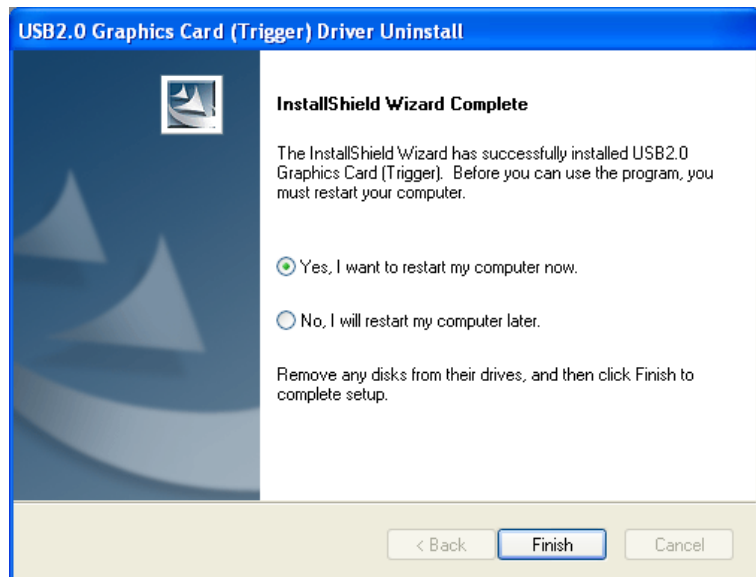 USB2.0 Graphics Card (Trigger) Driver Uninstall
InstallShield Wizard Complete
The InstallShield Wizard has successfully installed USB2.0
Graphics Card (Trigger). Before you can use the program, you
must restart your computer.
Yes, I want to restart my computer now.
No, I will restart my computer later.
Remove any disks from their drives, and then click Finish to
complete setup.
< Back Finish Cancel